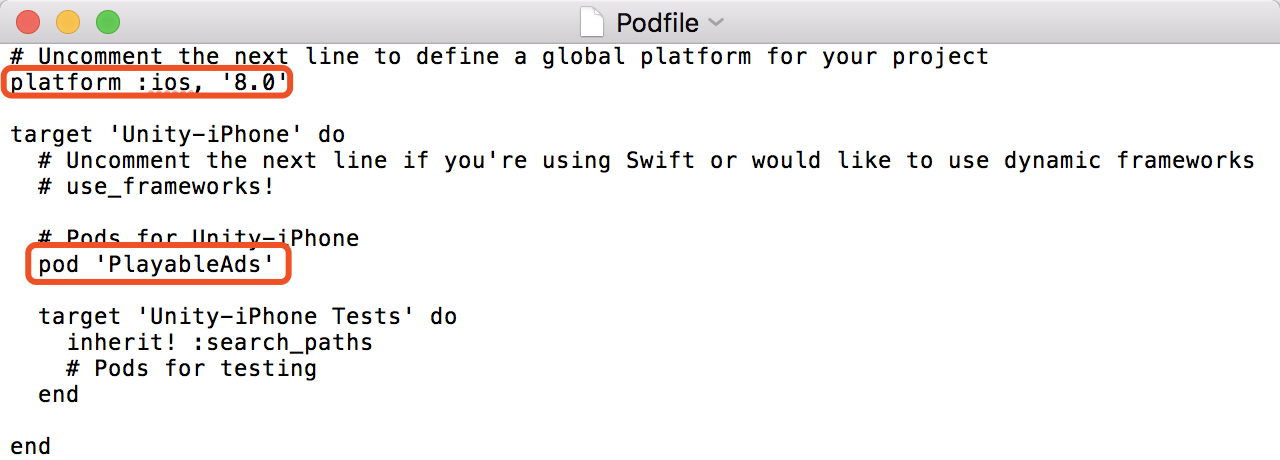 Podfile
# Uncomment the next line to define a global platform for your project
platform :ios, '8.0'
target 'Unity-iPhone' do
# Uncomment the next line if you're using Swift or would like to use dynamic frameworks
# use_frameworks!
# Pods for Unity-iPhone
pod 'PlayableAds'
target 'Unity-iPhone Tests' do
inherit! :search_paths
# Pods for testing
end
end